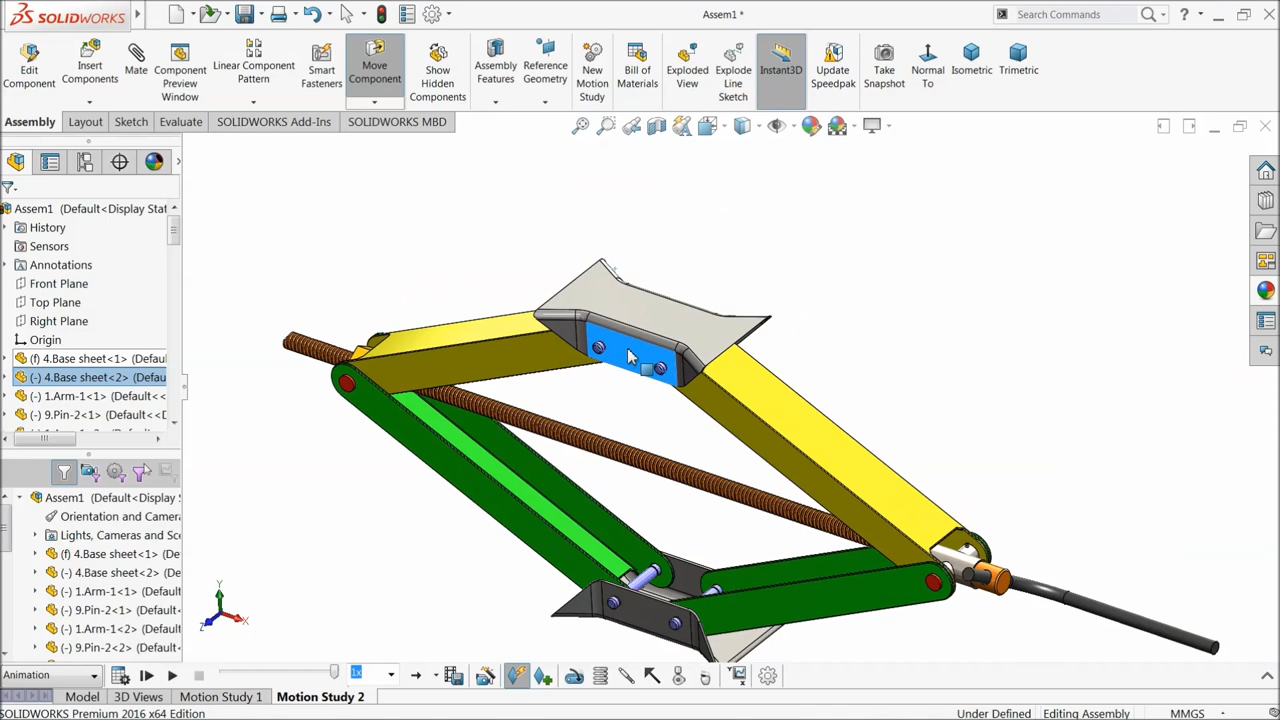 SOLIDWORKS
Assem1 *
Search Commands
?
Edit Component
Insert Components
Mate
Component Preview Window
Linear Component Pattern
Smart Fasteners
Move Component
Show Hidden Components
Assembly Features
Reference Geometry
New Motion Study
Bill of Materials
Exploded View
Explode Line Sketch
Instant3D
Update Speedpak
Take Snapshot
Normal To
Isometric
Trimetric
Assembly
Layout
Sketch
Evaluate
SOLIDWORKS Add-Ins
SOLIDWORKS MBD
Assem1 (Default<Display Stat
History
Sensors
Annotations
Front Plane
Top Plane
Right Plane
Origin
(f) 4.Base sheet<1> (Defau
(-) 4.Base sheet<2> (Defau
(-) 1.Arm-1<1> (Default<<
(-) 9.Pin-2<1> (Default<<D
Assem1 (Default<Display S
Orientation and Camera
Lights, Cameras and Sce
(f) 4.Base sheet<1> (Def
(-) 4.Base sheet<2> (Def
(-) 1.Arm-1<1> (Default
(-) 9.Pin-2<1> (Default<
(-) 1.Arm-1<2> (Default
(-) 9.Pin-2<2> (Default<
Y
Z
X
Animation
1x
Model
3D Views
Motion Study 1
Motion Study 2
SOLIDWORKS Premium 2016 x64 Edition
Under Defined
Editing Assembly
MMGS